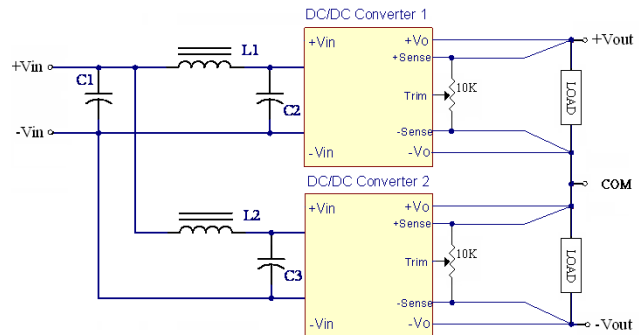 DC/DC Converter 1
+Vin
C1
L1
C2
-Vin
+Vin
-Vin
+Vo
+Sense
Trim
-Sense
-Vo
10K
+Vout
LOAD
COM
DC/DC Converter 2
L2
C3
+Vin
-Vin
+Vo
+Sense
Trim
-Sense
-Vo
10K
LOAD
-Vout